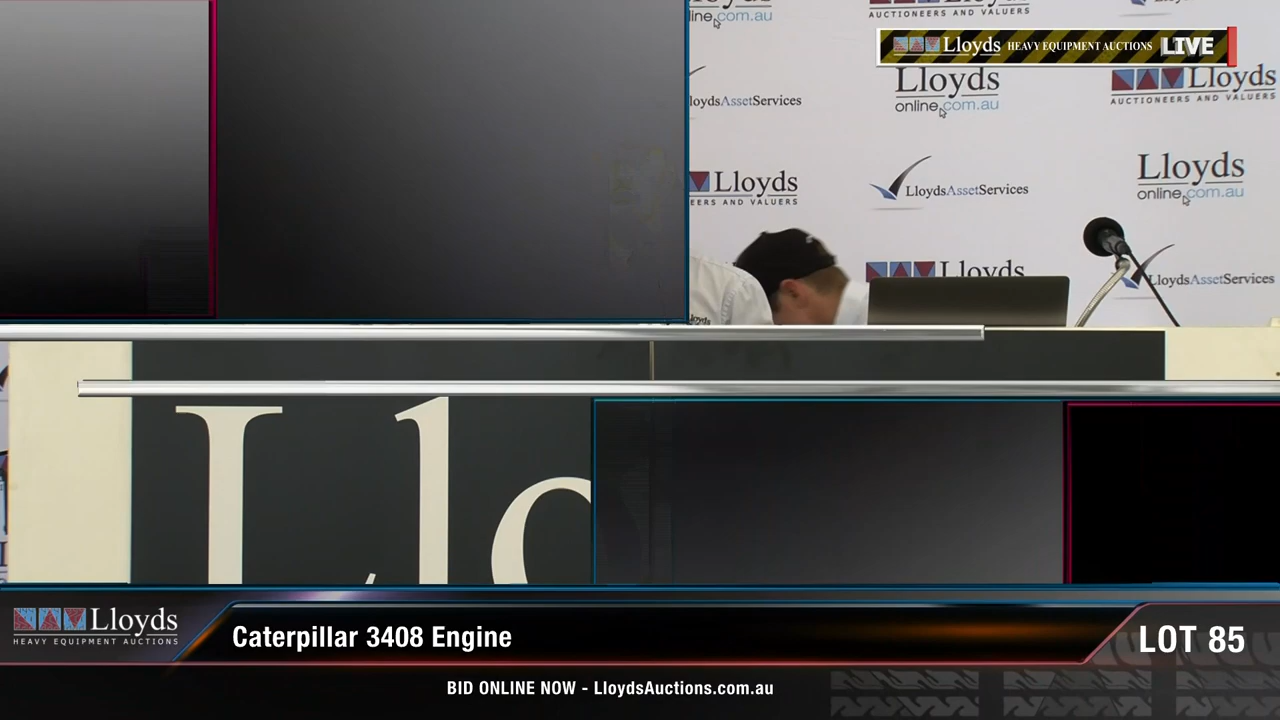 line.com.au
AUCTIONEERS AND VALUERS
Lloyds HEAVY EQUIPMENT AUCTIONS LIVE
loydsAssetServices
Lloyds
online.com.au
Lloyds
AUCTIONEERS AND VALUERS
Lloyds
EERS AND VALUERS
LloydsAssetServices
Lloyds
online.com.au
Lloyds
LloydsAssetServices
Llo
Lloyds
HEAVY EQUIPMENT AUCTIONS
Caterpillar 3408 Engine
LOT 85
BID ONLINE NOW - LloydsAuctions.com.au